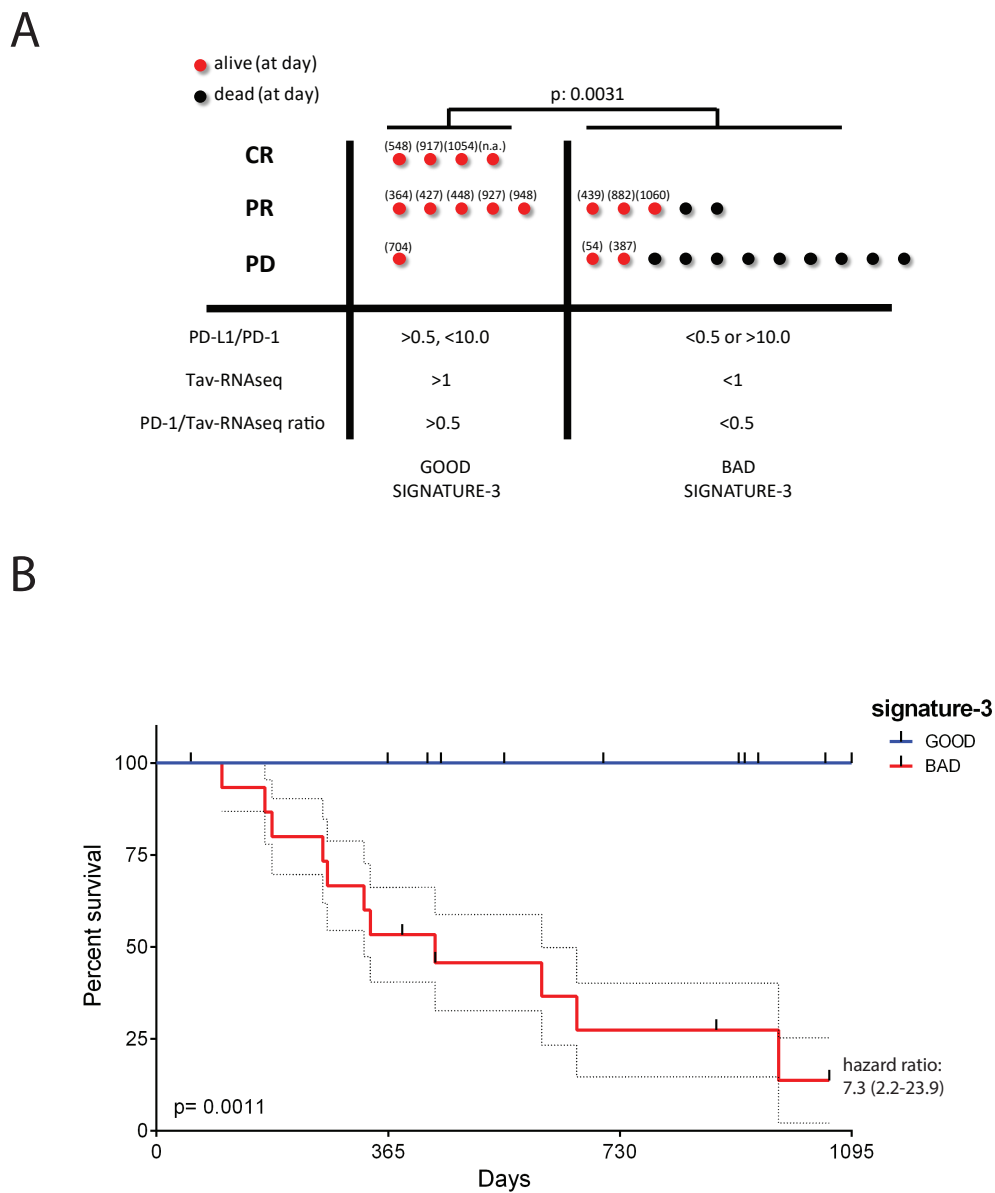 A
alive (at day)
dead (at day)
p: 0.0031
CR
(548) (917) (1054) (n.a.)
PR
(364) (427) (448) (927) (948)
(439) (882) (1060)
PD
(704)
(54) (387)
PD-L1/PD-1
>0.5, <10.0
<0.5 or >10.0
Tav-RNAseq
>1
<1
PD-1/Tav-RNAseq ratio
>0.5
<0.5
GOOD
SIGNATURE-3
BAD
SIGNATURE-3
B
signature-3
GOOD
BAD
100
75
50
25
0
Percent survival
hazard ratio:
7.3 (2.2-23.9)
p= 0.0011
0
365
730
1095
Days